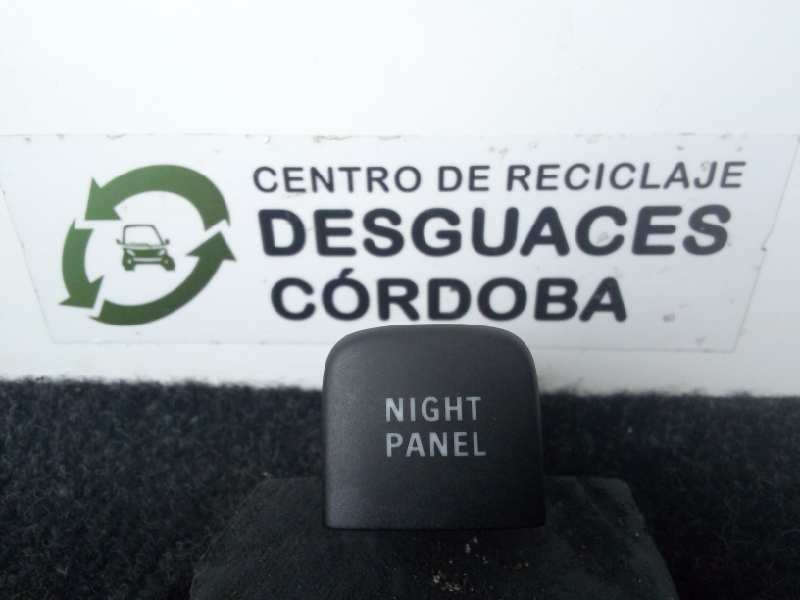 CENTRO DE RECICLAJE
DESGUACES
CÓRDOBA
NIGHT
PANEL